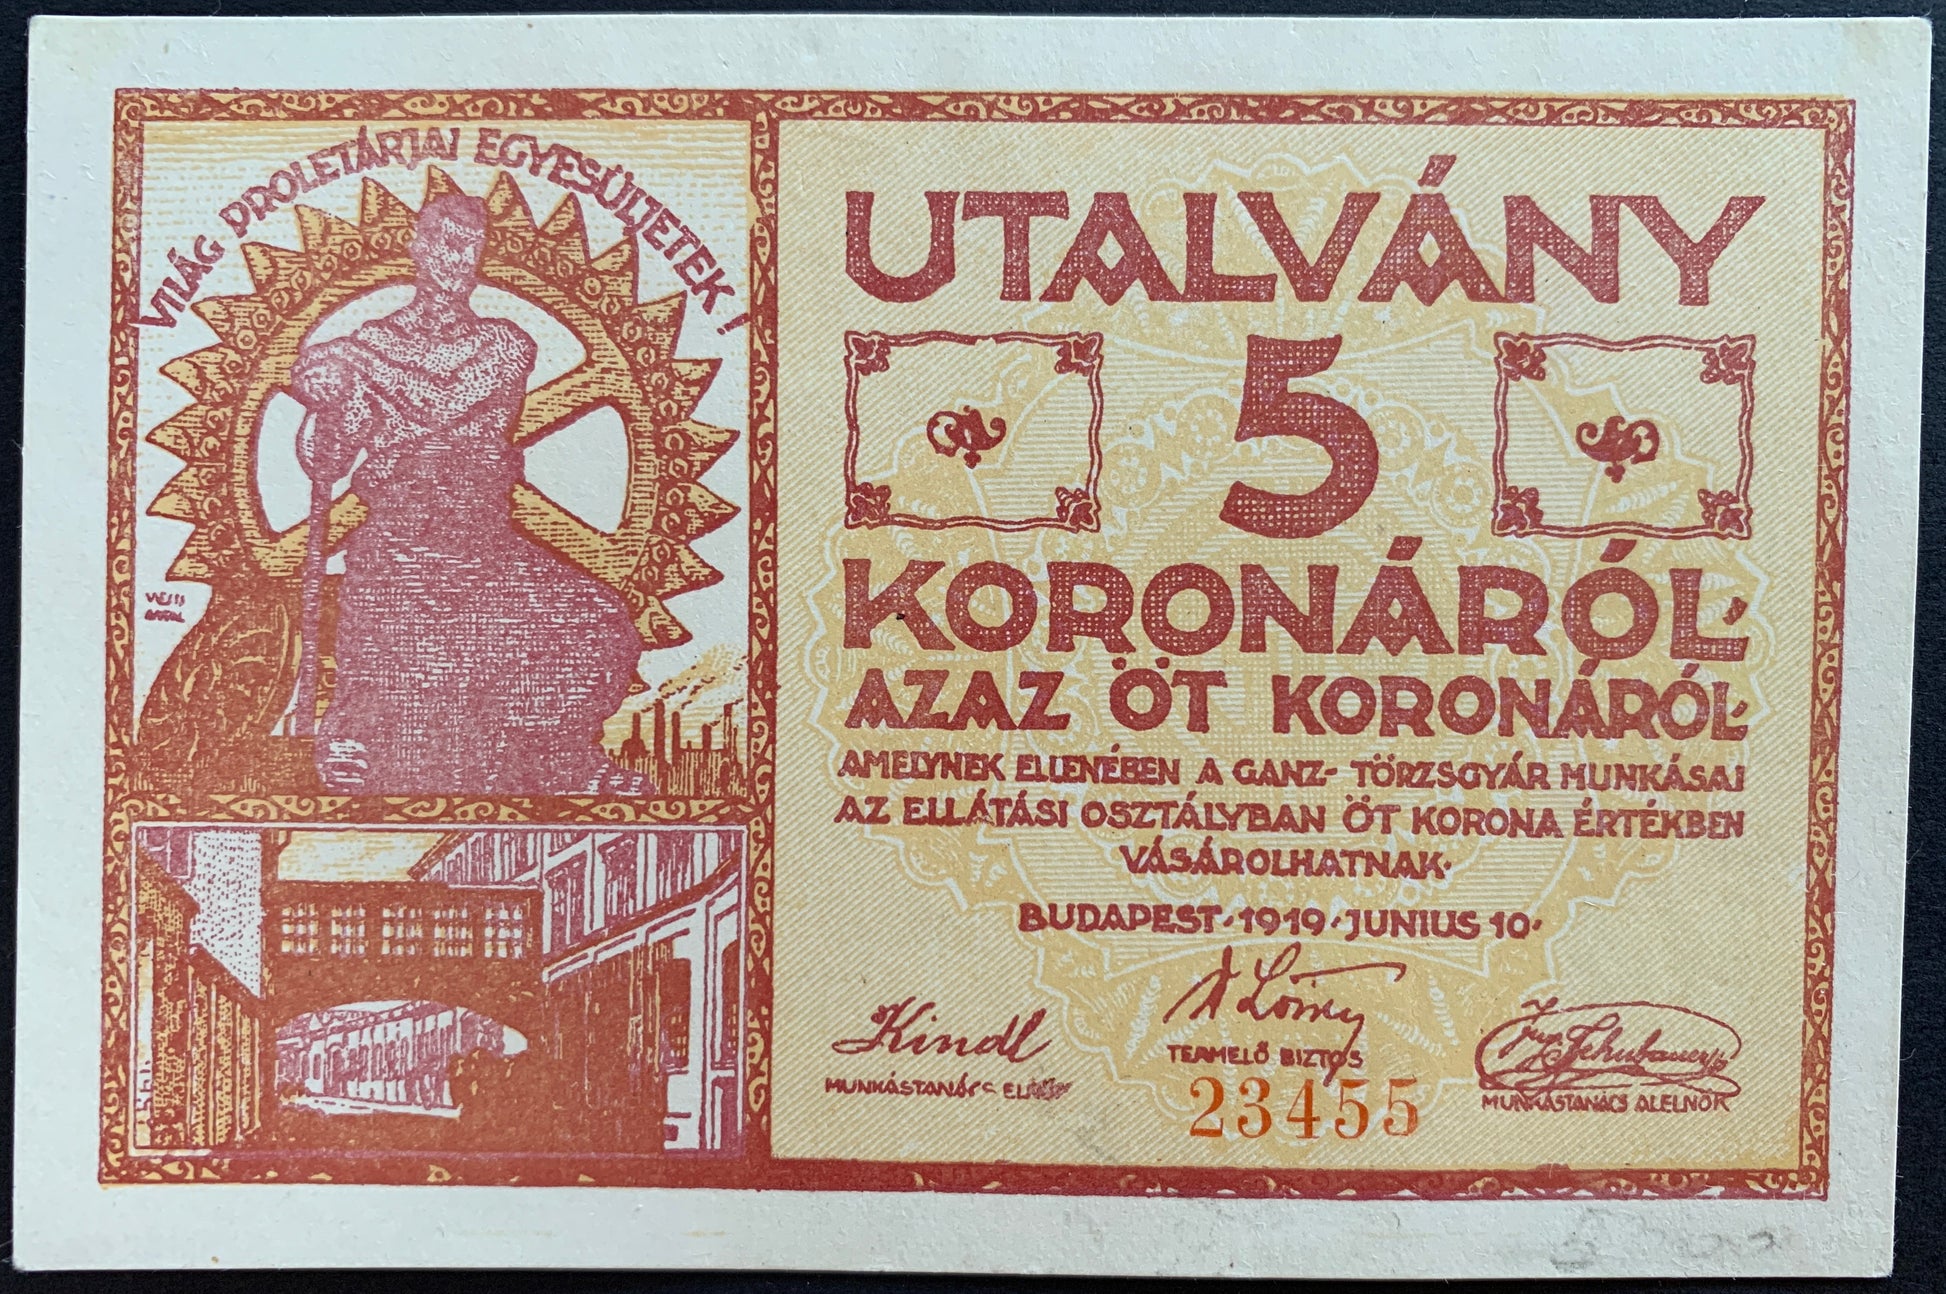 VILÁG PROLETÁRJAI EGYESÜLJETEK!
UTALVÁNY
5
KORONÁRÓL,
AZAZ ÖT KORONÁRÓL,
AMELYNEK ELLENÉBEN A GANZ-TÖRZSGYÁR MUNKÁSAI
AZ ELLÁTÁSI OSZTÁLYBAN ÖT KORONA ÉRTÉKBEN
VÁSÁROLHATNAK.
BUDAPEST, 1919. JUNIUS 10.
Kindl
MUNKÁSTANÁCS
TERMELŐ BIZTOS
MUNKÁSTANÁCS ALELNÖK
23455